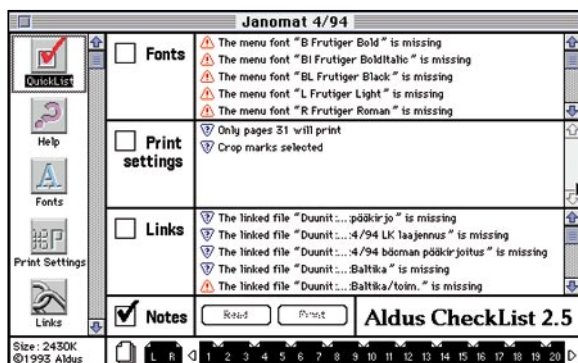 Janomat 4/94
QuickList
Help
Fonts
Print Settings
Links
Size: 2430K
©1993 Aldus
Fonts
The menu font "B Frutiger Bold" is missing
The menu font "BI Frutiger BoldItalic" is missing
The menu font "BL Frutiger Black" is missing
The menu font "L Frutiger Light" is missing
The menu font "R Frutiger Roman" is missing
Print
settings
Only pages 31 will print
Crop marks selected
Links
The linked file "Duunit:...:pääkirjo" is missing
The linked file "Duunit:...:4/94 LK laajennus" is missing
The linked file "Duunit:...:4/94 bäcman pääkirjoitus" is missing
The linked file "Duunit:...:Baltika" is missing
The linked file "Duunit:...:Baltika/toim." is missing
Notes
Read
Print
Aldus CheckList 2.5
L R 1 2 3 4 5 6 7 8 9 10 11 12 13 14 15 16 17 18 19 20